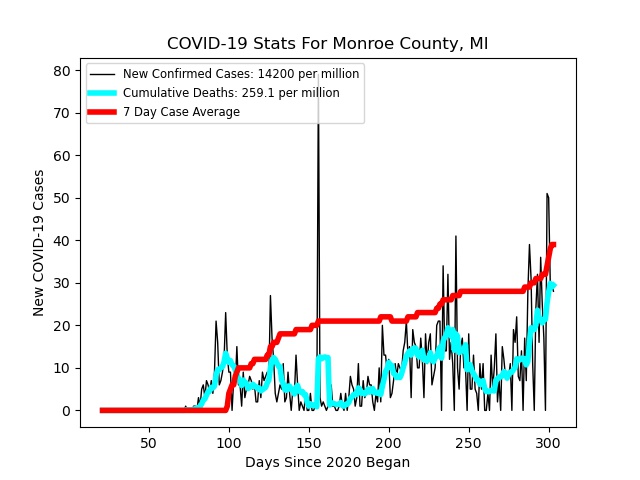 COVID-19 Stats For Monroe County, MI
New Confirmed Cases: 14200 per million
Cumulative Deaths: 259.1 per million
7 Day Case Average
80
70
60
50
40
30
20
10
0
New COVID-19 Cases
50 100 150 200 250 300
Days Since 2020 Began